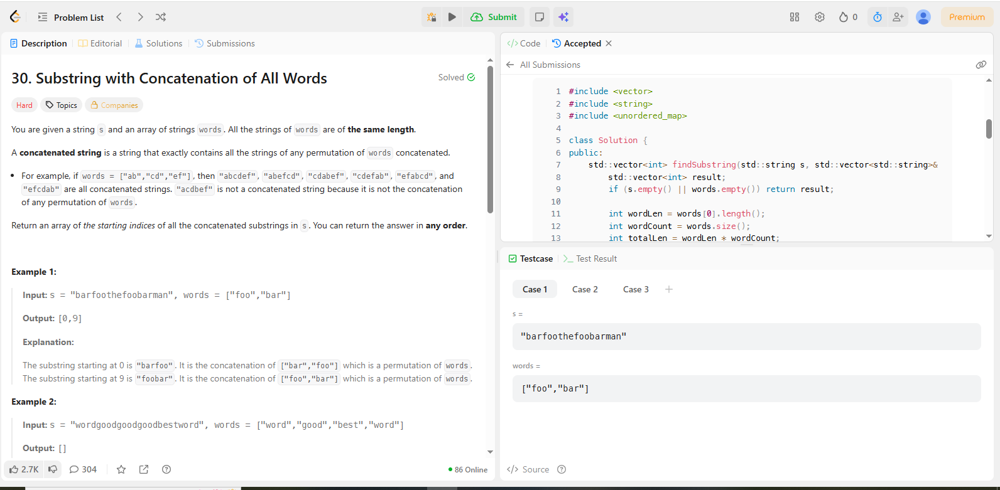 Problem List
Submit
0
Premium
Description
Editorial
Solutions
Submissions
30. Substring with Concatenation of All Words
Solved
Hard
Topics
Companies
You are given a string s and an array of strings words. All the strings of words are of the same length.
A concatenated string is a string that exactly contains all the strings of any permutation of words concatenated.
• For example, if words = ["ab","cd","ef"], then "abcdef", "abefcd", "cdabef", "cdefab", "efabcd", and
"efcdab" are all concatenated strings. "acdbef" is not a concatenated string because it is not the concatenation
of any permutation of words.
Return an array of the starting indices of all the concatenated substrings in s. You can return the answer in any order.
Example 1:
Input: s = "barfoothefoobarman", words = ["foo","bar"]
Output: [0,9]
Explanation:
The substring starting at 0 is "barfoo". It is the concatenation of ["bar","foo"] which is a permutation of words.
The substring starting at 9 is "foobar". It is the concatenation of ["foo","bar"] which is a permutation of words.
Example 2:
Input: s = "wordgoodgoodgoodbestword", words = ["word","good","best","word"]
Output: []
2.7K
304
86 Online
</> Code
Accepted
All Submissions
1 #include <vector>
2 #include <string>
3 #include <unordered_map>
4
5 class Solution {
6 public:
7 std::vector<int> findSubstring(std::string s, std::vector<std::string>&
8 std::vector<int> result;
9 if (s.empty() || words.empty()) return result;
10
11 int wordLen = words[0].length();
12 int wordCount = words.size();
13 int totalLen = wordLen * wordCount;
Testcase
>_ Test Result
Case 1
Case 2
Case 3
+
s =
"barfoothefoobarman"
words =
["foo","bar"]
</> Source